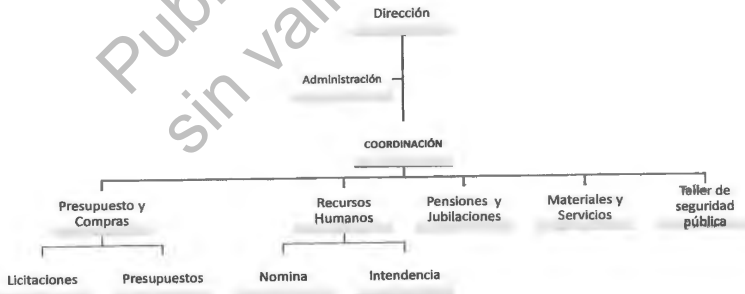 Dirección
Administración
COORDINACIÓN
Presupuesto y
Compras
Recursos
Humanos
Pensiones y
Jubilaciones
Materiales y
Servicios
Taller de
seguridad
pública
Licitaciones
Presupuestos
Nomina
Intendencia
sin